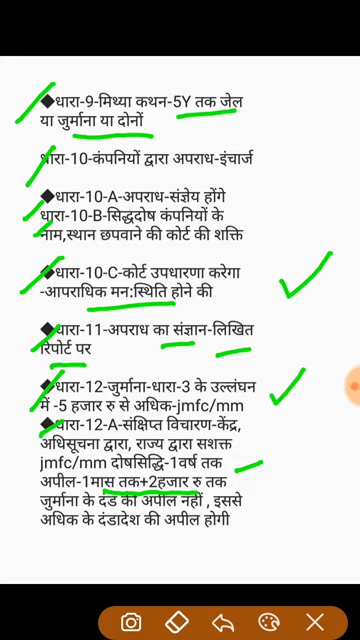 ◆धारा-9-मिथ्या कथन-5Y तक जेल
या जुर्माना या दोनों
धारा-10-कंपनियों द्वारा अपराध-इंचार्ज
◆धारा-10-A-अपराध-संज्ञेय होंगे
धारा-10-B-सिद्धदोष कंपनियों के
नाम,स्थान छपवाने की कोर्ट की शक्ति
◆धारा-10-C-कोर्ट उपधारणा करेगा
-आपराधिक मन:स्थिति होने की
◆धारा-11-अपराध का संज्ञान-लिखित
रिपोर्ट पर
◆धारा-12-जुर्माना-धारा-3 के उल्लंघन
में -5 हजार रु से अधिक-jmfc/mm
◆धारा-12-A-संक्षिप्त विचारण-केंद्र,
अधिसूचना द्वारा, राज्य द्वारा सशक्त
jmfc/mm दोषसिद्धि-1वर्ष तक
अपील-1मास तक+2हजार रु तक
जुर्माना के दंड की अपील नहीं , इससे
अधिक के दंडादेश की अपील होगी